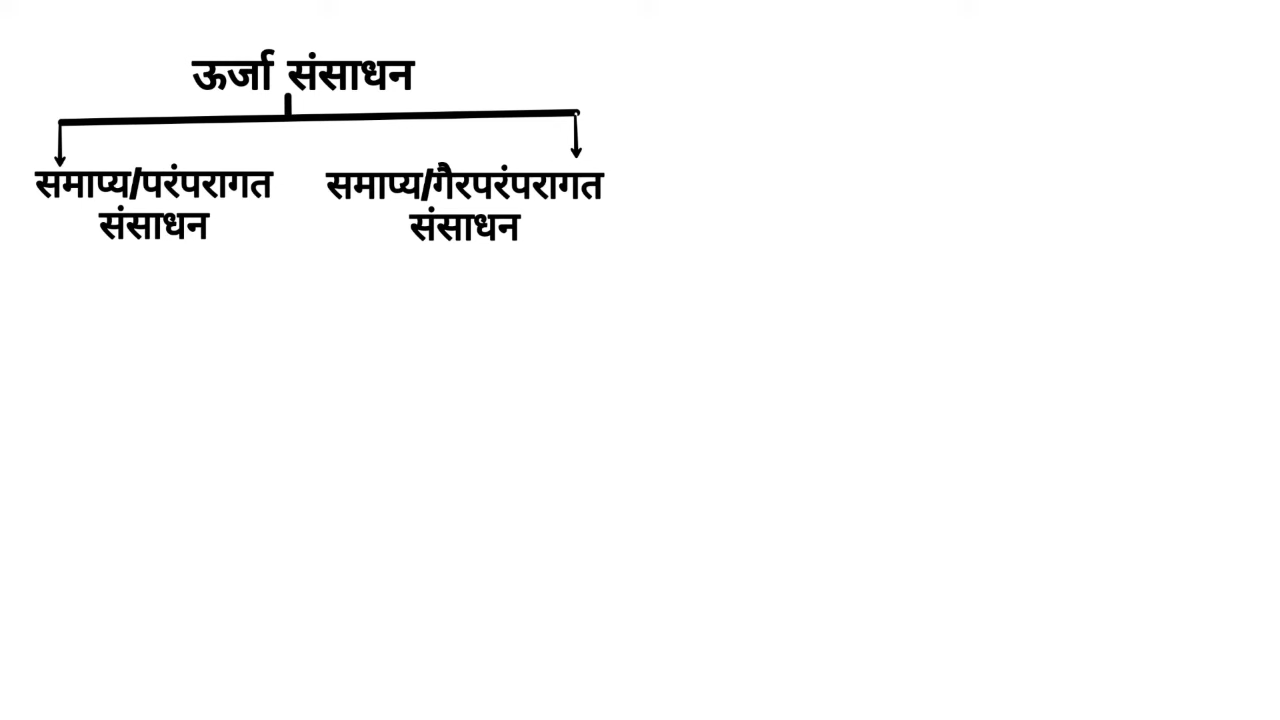 ऊर्जा संसाधन
समाप्य/परंपरागत
संसाधन
समाप्य/गैरपरंपरागत
संसाधन